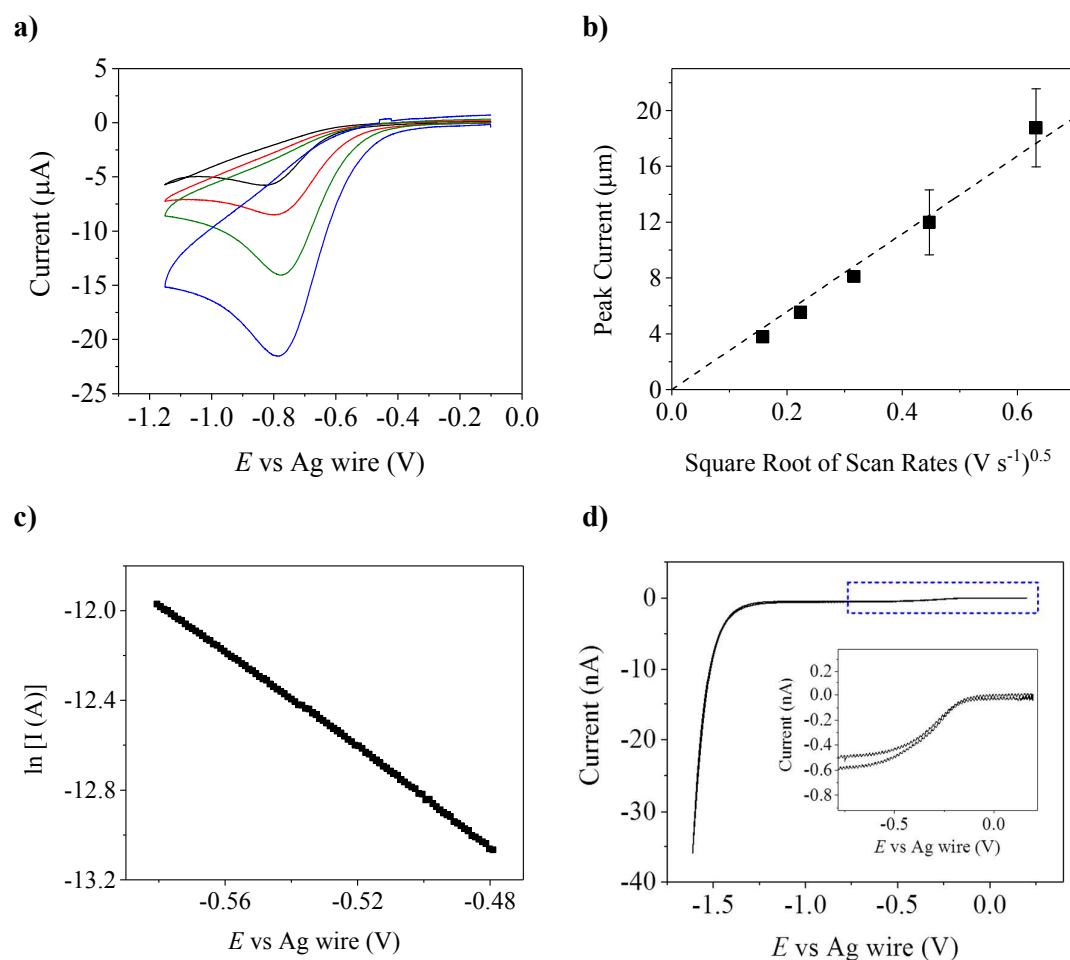 a)
5
0
-5
-10
-15
-20
-25
Current (µA)
-1.2 -1.0 -0.8 -0.6 -0.4 -0.2 0.0
E vs Ag wire (V)
b)
20
16
12
8
4
0
Peak Current (µm)
0.0 0.2 0.4 0.6
Square Root of Scan Rates (V s⁻¹)⁰·⁵
c)
-12.0
-12.4
-12.8
-13.2
ln [I (A)]
-0.56 -0.52 -0.48
E vs Ag wire (V)
d)
0
-10
-20
-30
-40
Current (nA)
-1.5 -1.0 -0.5 0.0
E vs Ag wire (V)
0.2
0.0
-0.2
-0.4
-0.6
-0.8
Current (nA)
-0.5 0.0
E vs Ag wire (V)